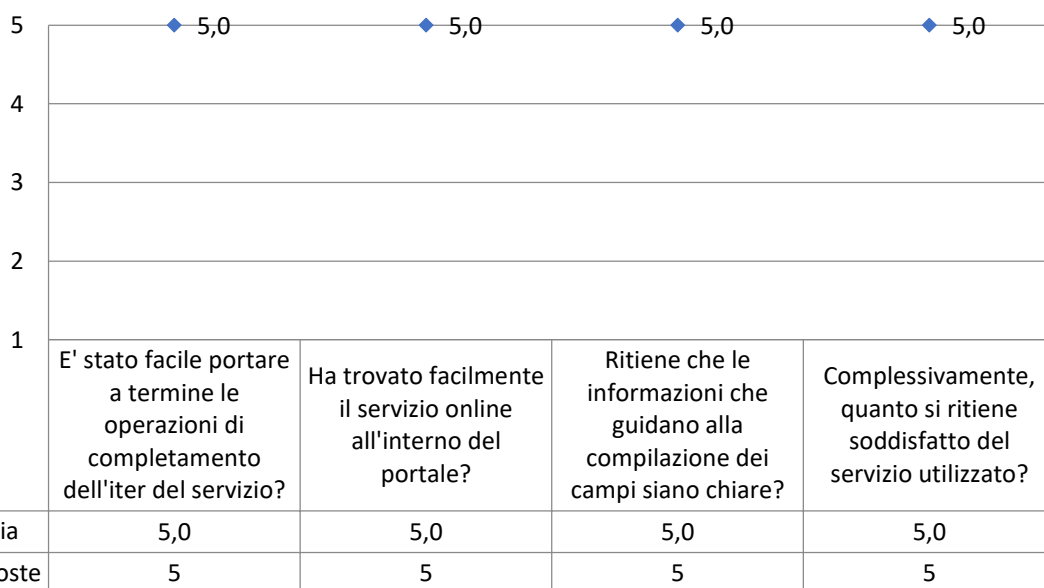 5
5,0 5,0 5,0 5,0
4
3
2
1
E' stato facile portare
a termine le
operazioni di
completamento
dell'iter del servizio?
Ha trovato facilmente
il servizio online
all'interno del
portale?
Ritiene che le
informazioni che
guidano alla
compilazione dei
campi siano chiare?
Complessivamente,
quanto si ritiene
soddisfatto del
servizio utilizzato?
ia 5,0 5,0 5,0 5,0
oste 5 5 5 5